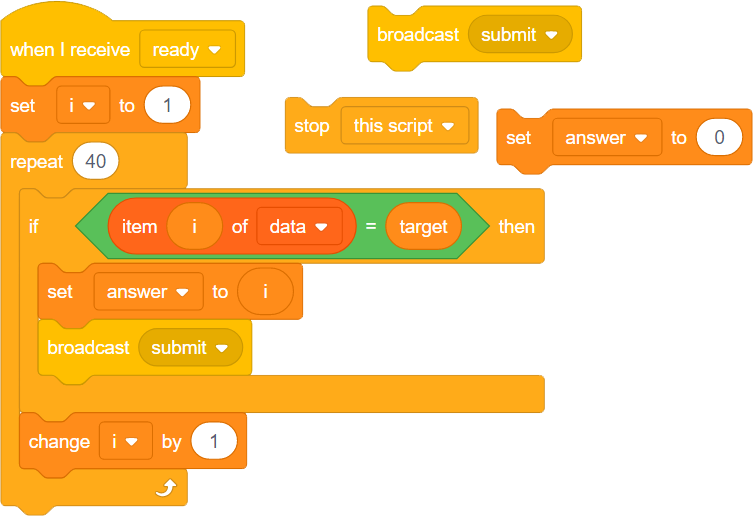 when I receive ready
broadcast submit
set i to 1
stop this script
set answer to 0
repeat 40
if item i of data = target then
set answer to i
broadcast submit
change i by 1